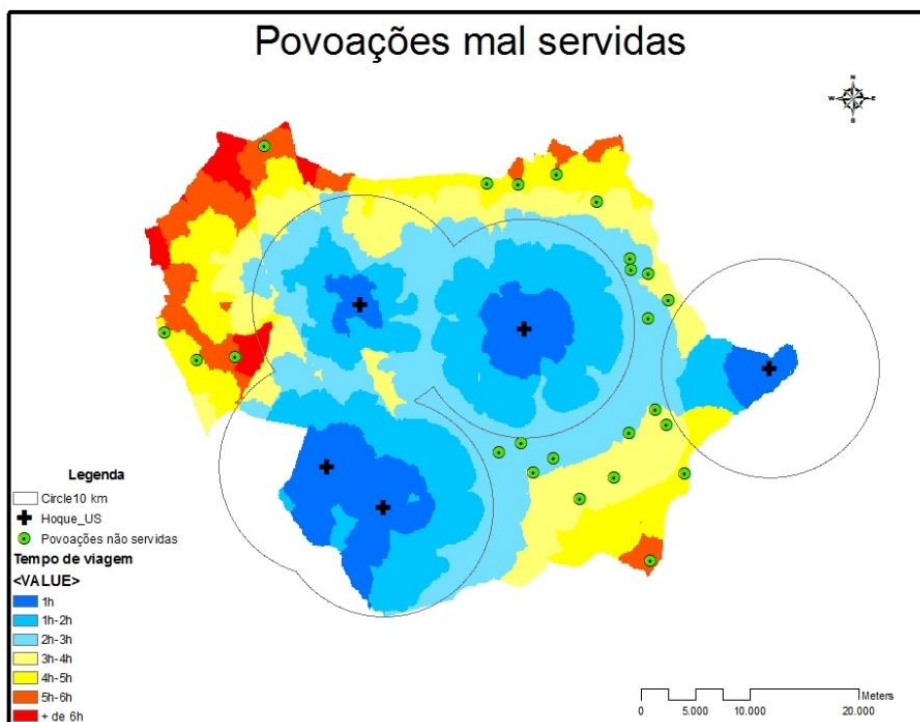 Povoações mal servidas
N
W E
S
Legenda
Circle10 km
Hoque_US
Povoações não servidas
Tempo de viagem
<VALUE>
1h
1h-2h
2h-3h
3h-4h
4h-5h
5h-6h
+ de 6h
Meters
0 5.000 10.000 20.000